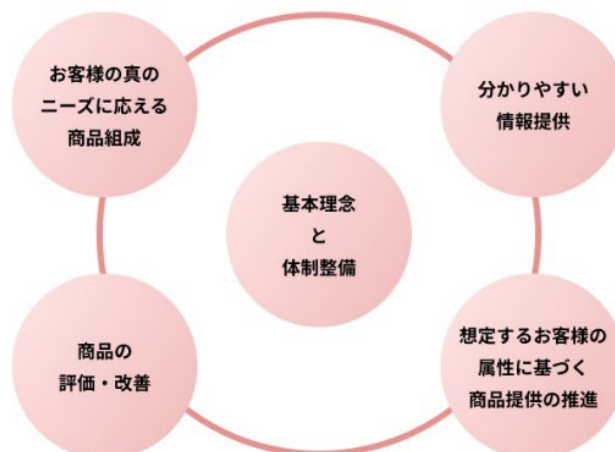 お客様の真の
ニーズに応える
商品組成
分かりやすい
情報提供
基本理念
と
体制整備
商品の
評価・改善
想定するお客様の
属性に基づく
商品提供の推進